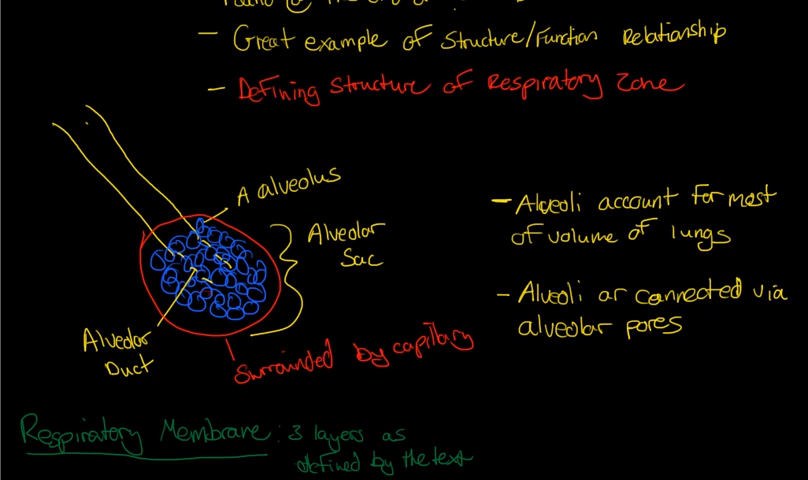 - Great example of Structure/Function Relationship
- Defining Structure of Respiratory Zone
A alveolus
Alveolar
Sac
- Alveoli account for most
of volume of lungs
- Alveoli ar connected via
alveolar pores
Alveolar
Duct
Surrounded by capillary
Respiratory Membrane: 3 layers as
defined by the text